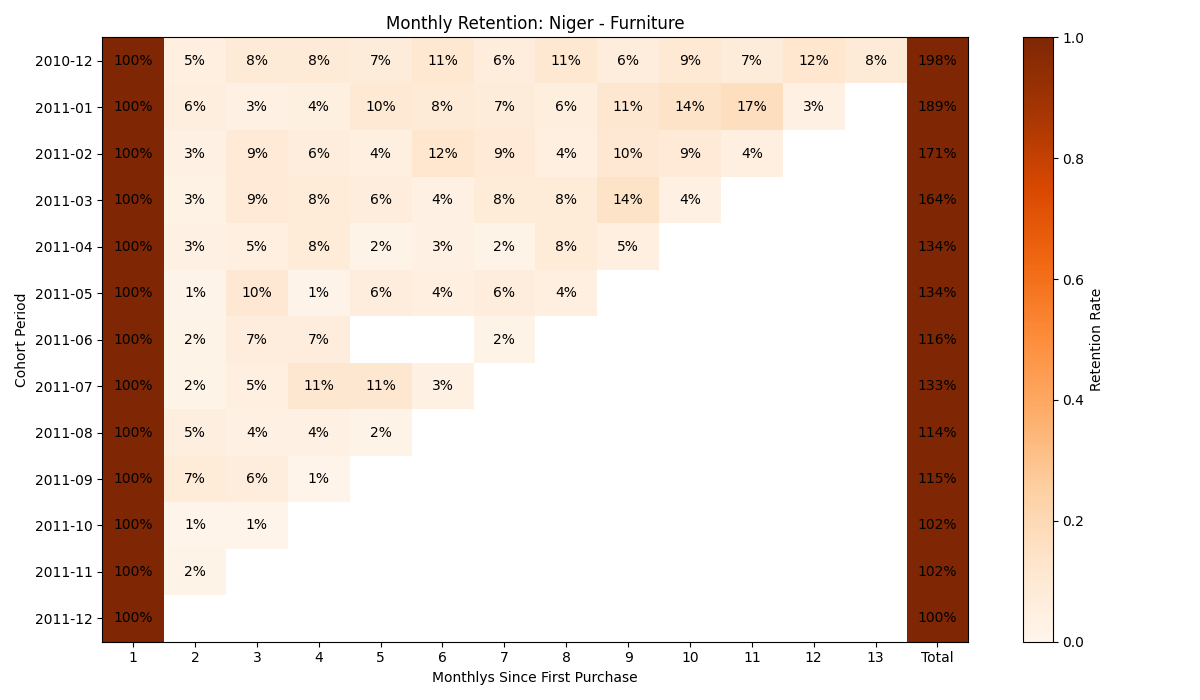 Monthly Retention: Niger - Furniture
2010-12 100% 5% 8% 8% 7% 11% 6% 11% 6% 9% 7% 12% 8% 198%
2011-01 100% 6% 3% 4% 10% 8% 7% 6% 11% 14% 17% 3% 189%
2011-02 100% 3% 9% 6% 4% 12% 9% 4% 10% 9% 4% 171%
2011-03 100% 3% 9% 8% 6% 4% 8% 8% 14% 4% 164%
2011-04 100% 3% 5% 8% 2% 3% 2% 8% 5% 134%
2011-05 100% 1% 10% 1% 6% 4% 6% 4% 134%
2011-06 100% 2% 7% 7% 2% 116%
2011-07 100% 2% 5% 11% 11% 3% 133%
2011-08 100% 5% 4% 4% 2% 114%
2011-09 100% 7% 6% 1% 115%
2011-10 100% 1% 1% 102%
2011-11 100% 2% 102%
2011-12 100% 100%
1 2 3 4 5 6 7 8 9 10 11 12 13 Total
Monthlys Since First Purchase
Cohort Period
1.0
0.8
0.6
0.4
0.2
0.0
Retention Rate